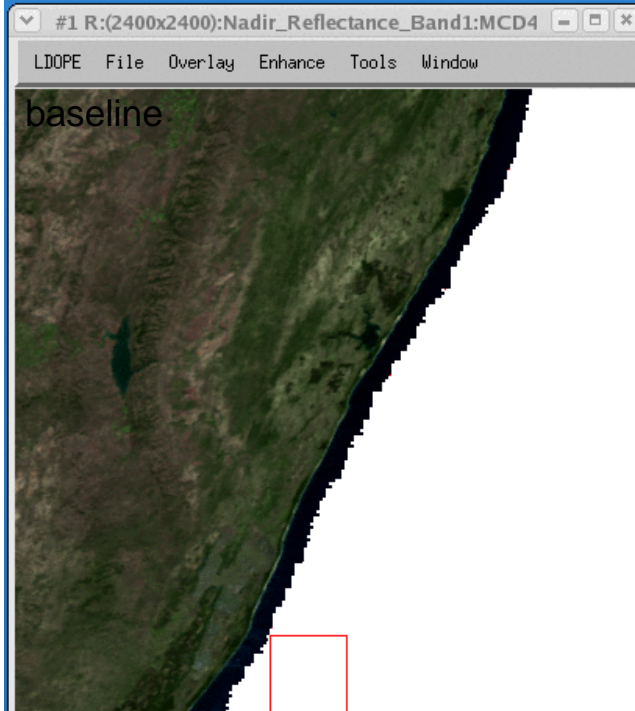 #1 R:(2400x2400):Nadir_Reflectance_Band1:MCD4
LDOPE File Overlay Enhance Tools Window
baseline